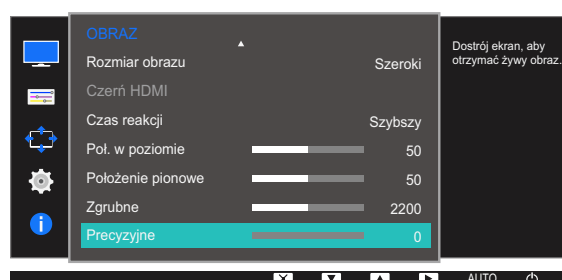 OBRAZ
Rozmiar obrazu Szeroki
Czerń HDMI
Czas reakcji Szybszy
Poł. w poziomie 50
Położenie pionowe 50
Zgrubne 2200
Precyzyjne 0
Dostrój ekran, aby
otrzymać żywy obraz.
AUTO